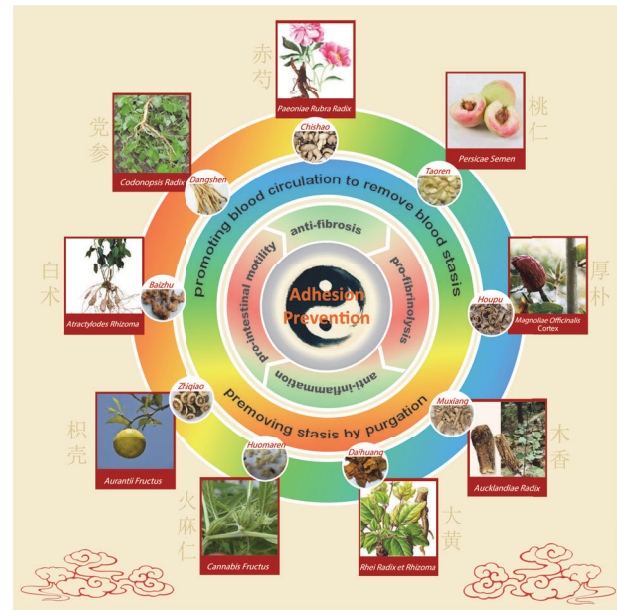 赤芍
Paeoniae Rubra Radix
Chishao
桃仁
Persicae Semen
Taoren
厚朴
Magnoliae Officinalis
Cortex
Houpu
木香
Aucklandiae Radix
Muxiang
大黄
Rhei Radix et Rhizoma
Daihuang
火麻仁
Cannabis Fructus
Huomaren
枳壳
Aurantii Fructus
Zhiqiao
白术
Atractylodes Rhizoma
Baizhu
党参
Codonopsis Radix
Dangshen
promoting blood circulation to remove blood stasis
premoving stasis by purgation
anti-fibrosis
pro-fibrinolysis
anti-inflammation
pro-intestinal motility
Adhesion
Prevention